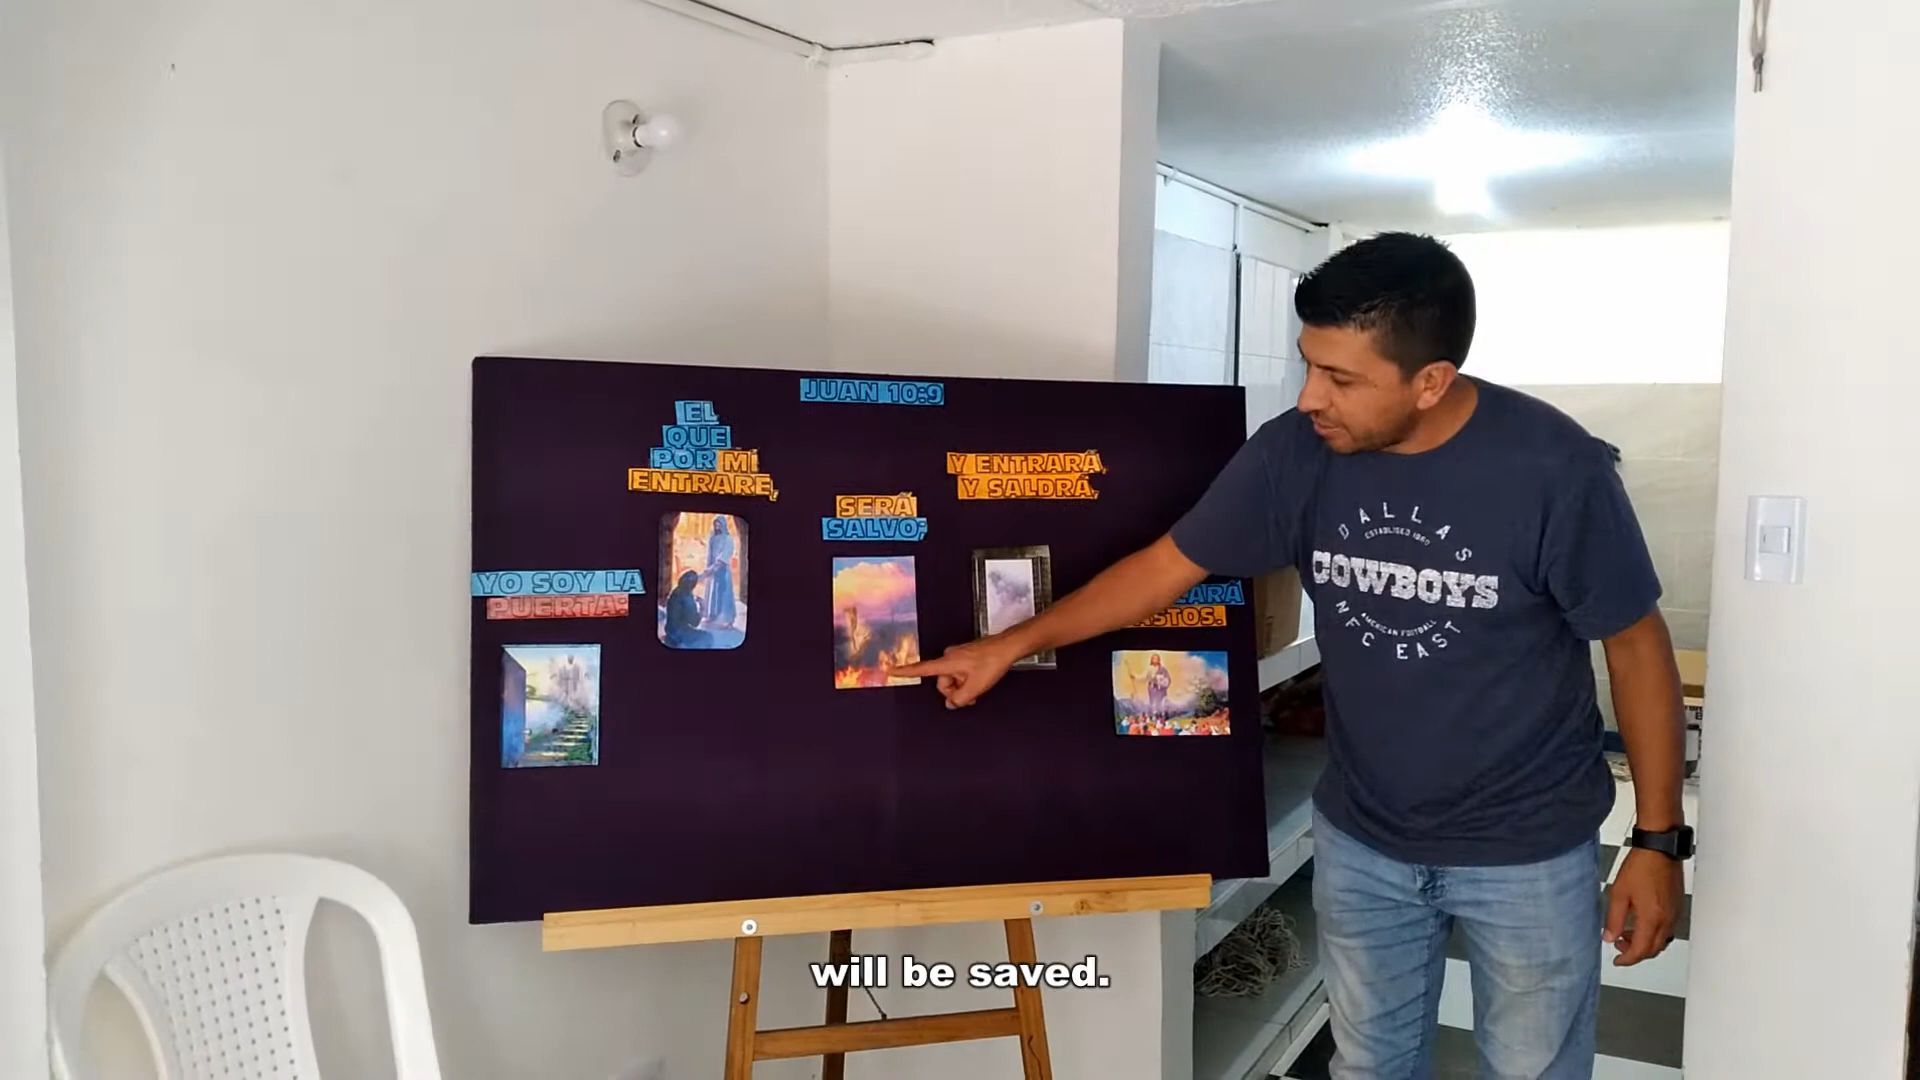 JUAN 10:9
YO SOY LA
PUERTA:
EL
QUE
POR MÍ
ENTRARE,
SERÁ
SALVO;
Y ENTRARÁ,
Y SALDRÁ,
DALLAS
ESTABLISED 1960
COWBOYS
AMERICAN FOOTBALL
NFC EAST
will be saved.